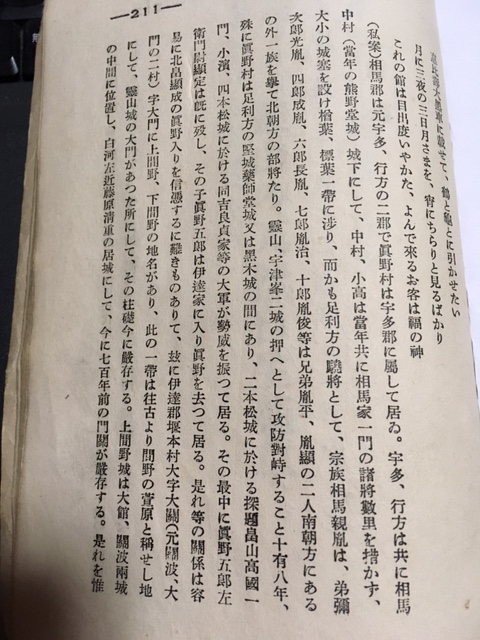 月に三夜の三日月さまを、宵にちらりと見るばかり
これの館は目出度いやかた、よんで來るお客は福の神
(私案)相馬郡は元宇多、行方の二郡で眞野村は宇多郡に屬して居ゐ。宇多、行方は共に相馬
中村(當年の熊野堂城)城下にして、中村、小高は當年共に相馬家一門の諸將數里を措かず、
大小の城塞を設け楢葉、標葉一帶に渉り、而かも足利方の驍將として、宗族相馬親胤は、弟彌
次郎光胤、四郎成胤、六郎長胤、七郎胤治、十郎胤俊等は兄弟胤平、胤顯の二人南朝方にある
の外一族を擧て北朝方の部將たり。靈山、宇津峯二城の押へとして攻防對峙すること十有八年、
殊に眞野村は足利方の堅城藥師堂城又は黑木城の間にあり、二本松城に於ける探題畠山高國一
門、小濱、四本松城に於ける同吉良貞家等の大軍が勢威を振つて居る。その最中に眞野五郎左
衞門尉顯定は既に歿し、その子眞野五郎は伊達家に入り眞野を去つて居る。是れ等の關係は容
易に北畠顯成の眞野入りを信憑するに難きものありて、玆に伊達郡堰本村大字大關(元關波、大
門の二村)字大門に上間野、下間野の地名があり、此の一帶は往古より間野の萱原と稱せし地
にして、靈山城の大門があつた所にして、その柱礎今に嚴存する。上間野城は大館、關波兩城
の中間に位置し、白河左近藤原清重の居城にして、今に七百年前の門關が嚴存する。是れを惟
―211―